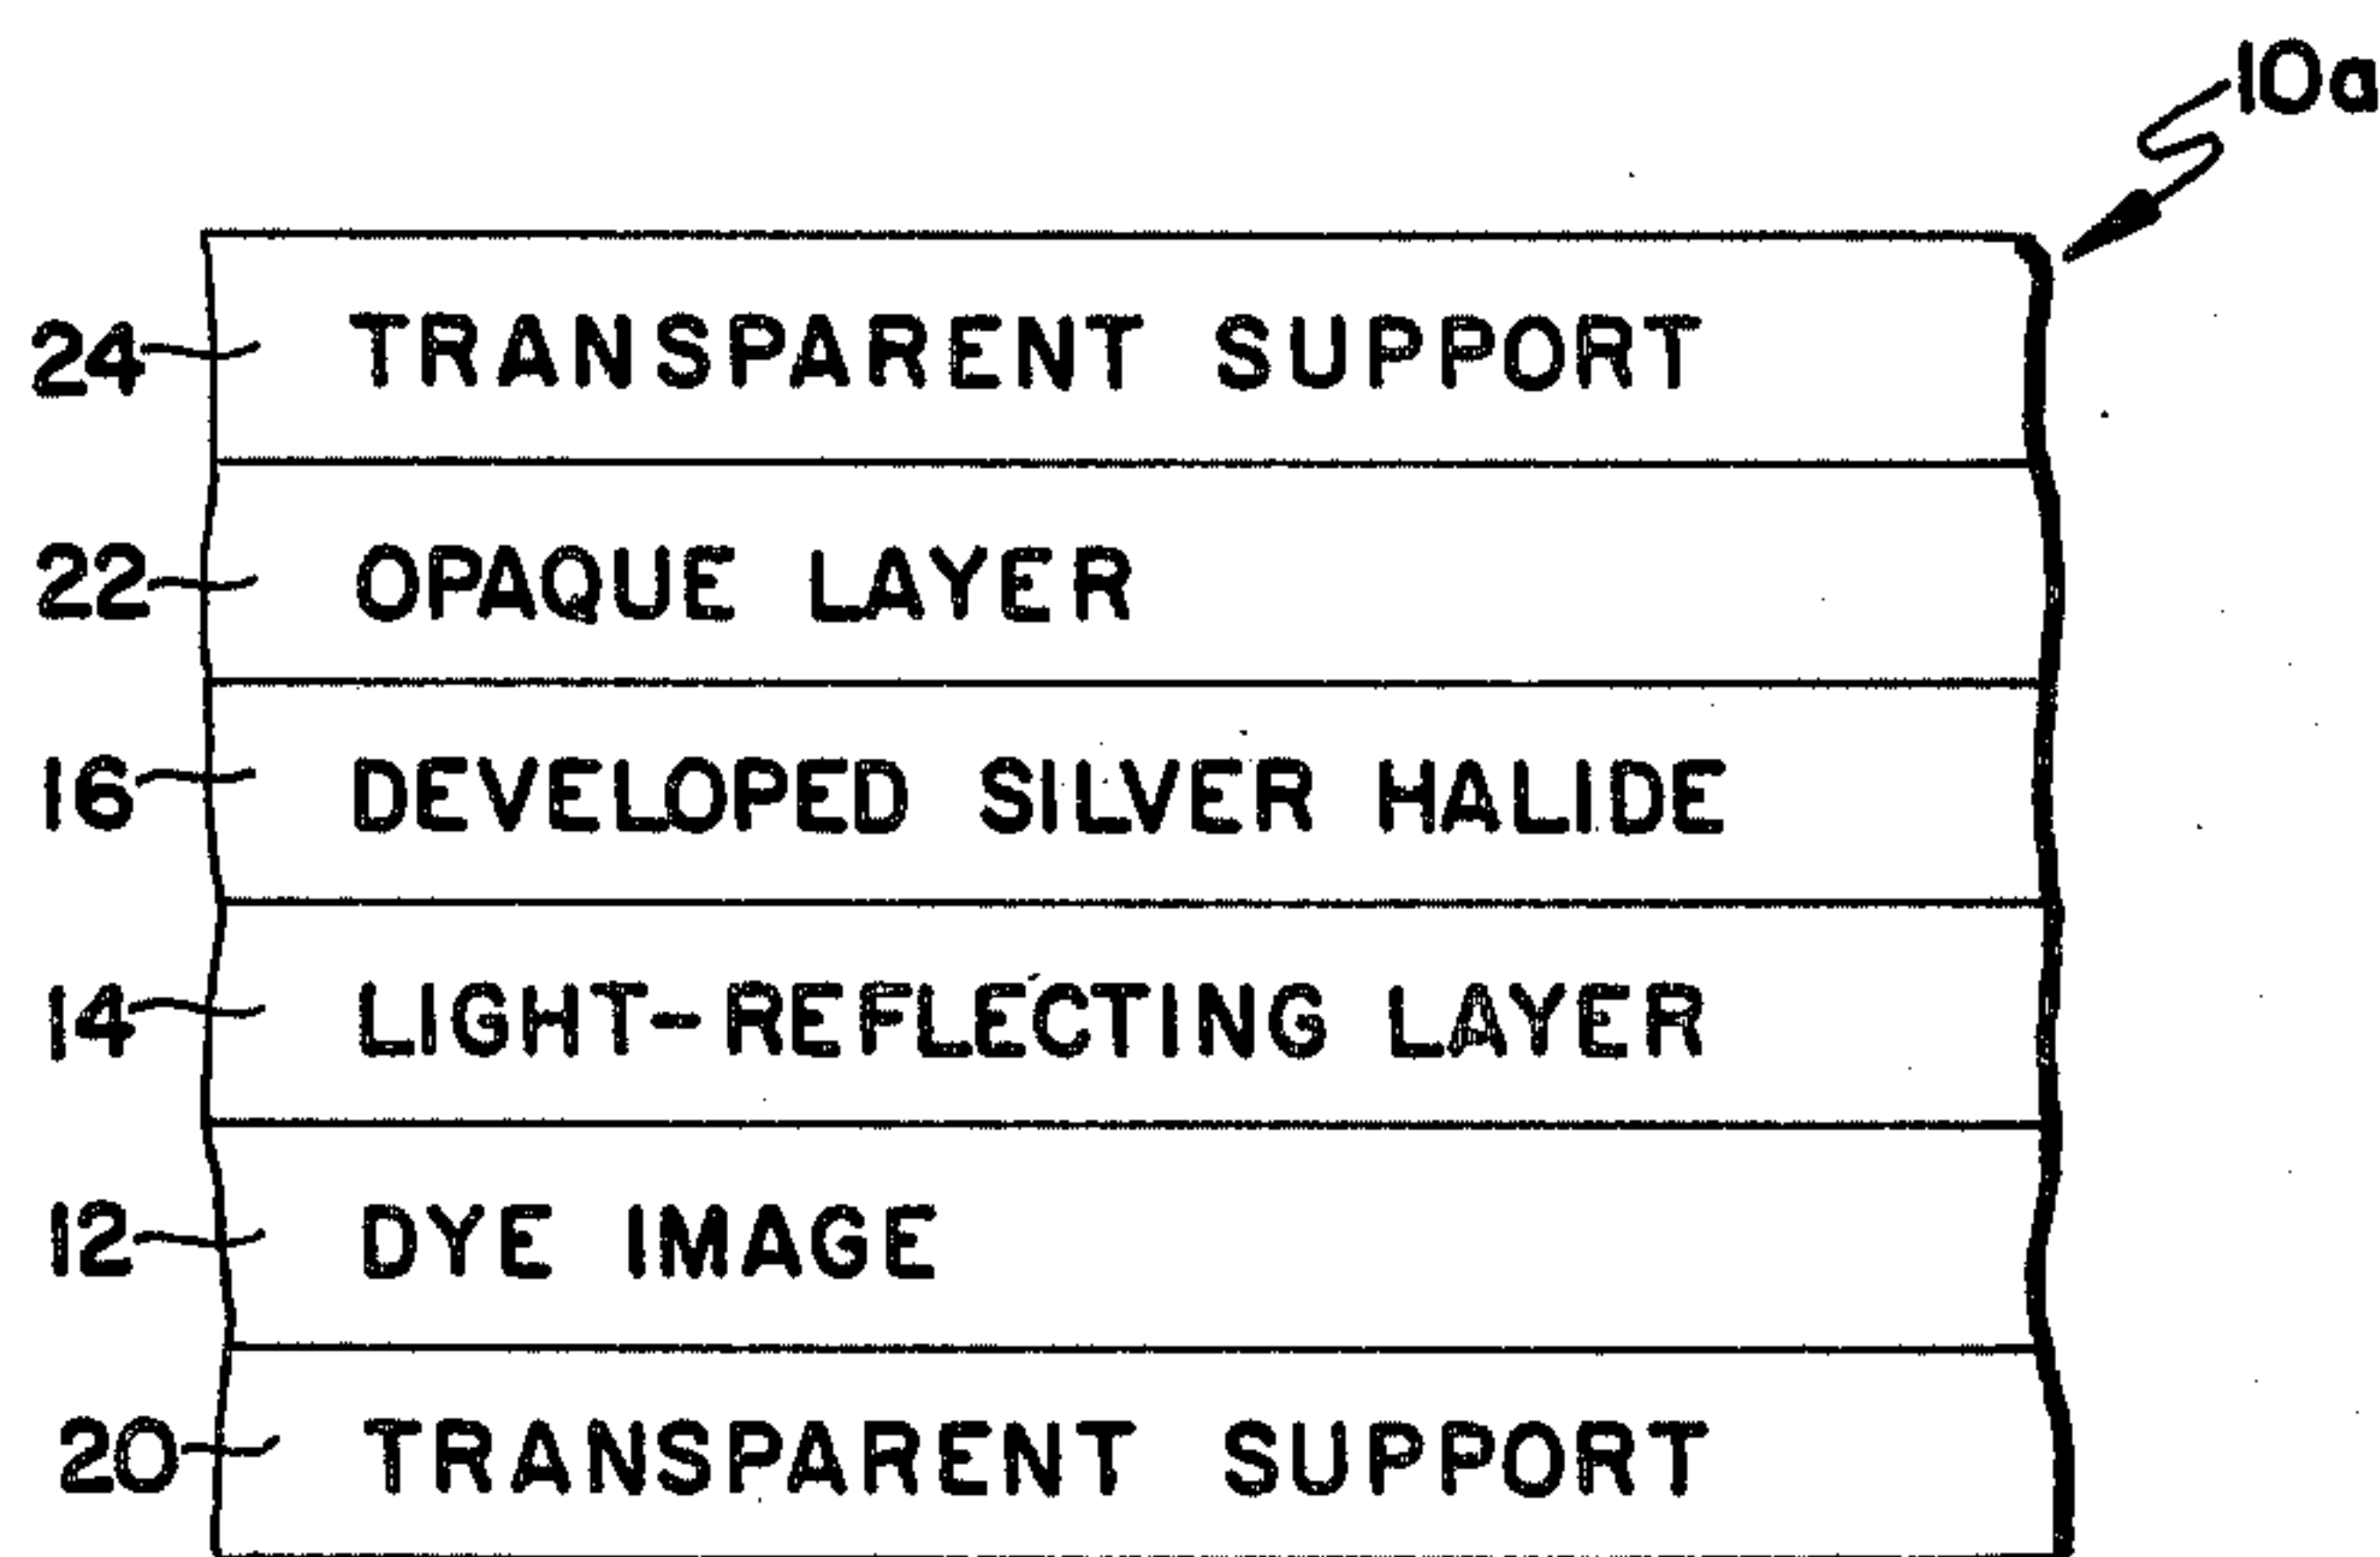 10a
24 TRANSPARENT SUPPORT
22 OPAQUE LAYER
16 DEVELOPED SILVER HALIDE
14 LIGHT-REFLECTING LAYER
12 DYE IMAGE
20 TRANSPARENT SUPPORT